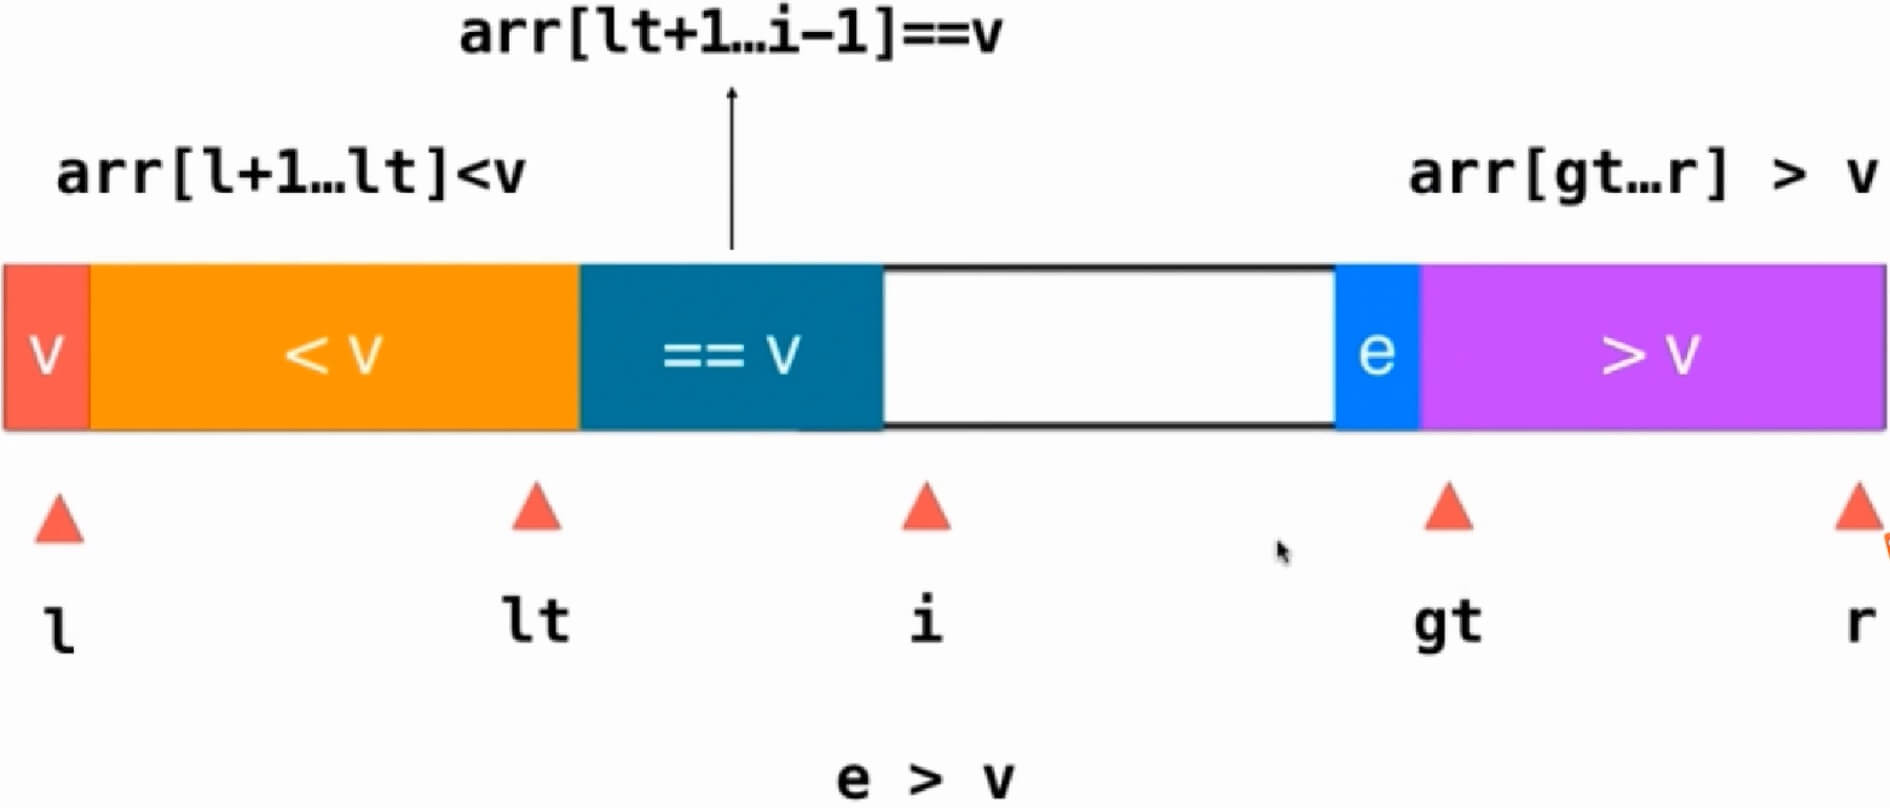 arr[lt+1…i-1]==v
arr[l+1…lt]<v
arr[gt…r] > v
v
< v
== v
e
> v
l
lt
i
gt
r
e > v